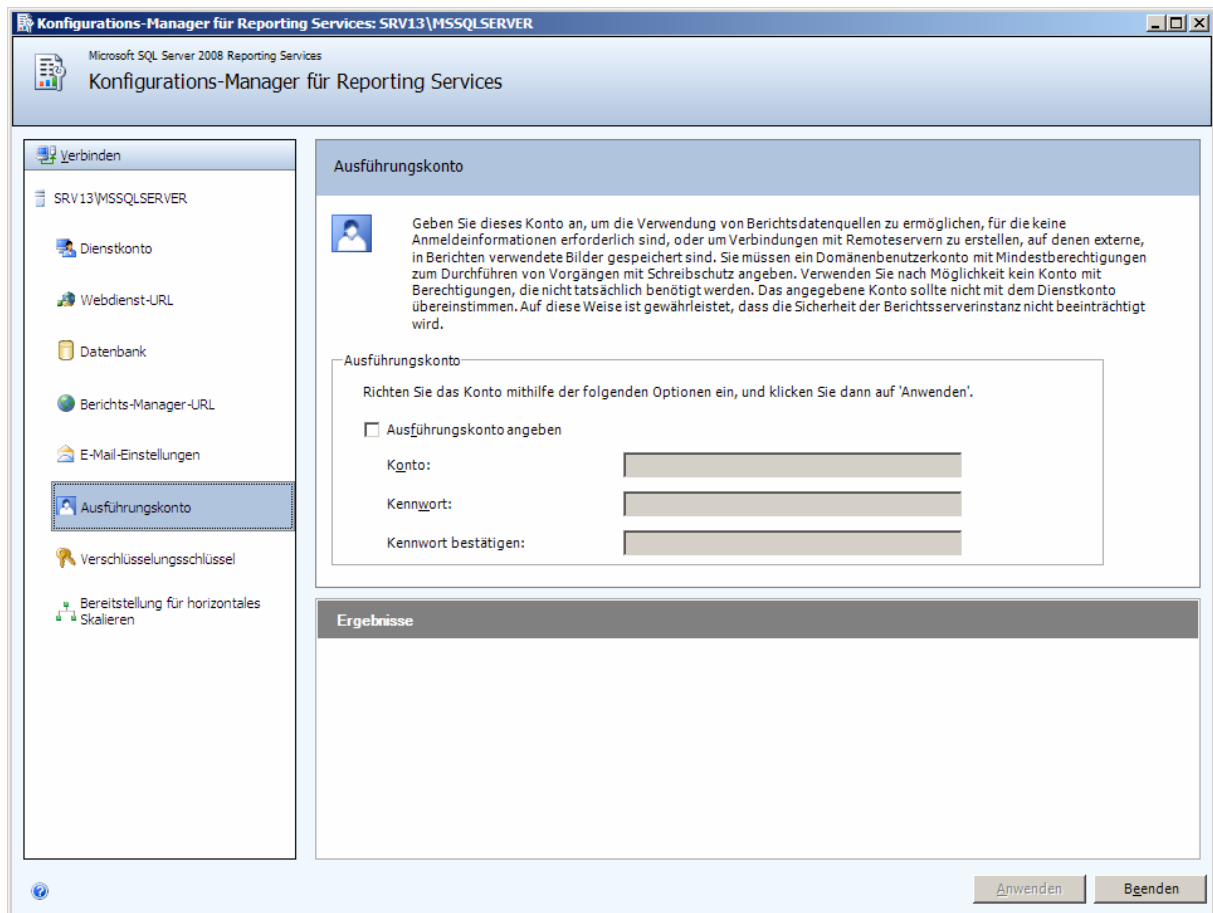 Konfigurations-Manager für Reporting Services: SRV13\MSSQLSERVER
Microsoft SQL Server 2008 Reporting Services
Konfigurations-Manager für Reporting Services
Verbinden
SRV13\MSSQLSERVER
Dienstkonto
Webdienst-URL
Datenbank
Berichts-Manager-URL
E-Mail-Einstellungen
Ausführungskonto
Verschlüsselungsschlüssel
Bereitstellung für horizontales
Skalieren
Ausführungskonto
Geben Sie dieses Konto an, um die Verwendung von Berichtsdatenquellen zu ermöglichen, für die keine
Anmeldeinformationen erforderlich sind, oder um Verbindungen mit Remoteservern zu erstellen, auf denen externe,
in Berichten verwendete Bilder gespeichert sind. Sie müssen ein Domänenbenutzerkonto mit Mindestberechtigungen
zum Durchführen von Vorgängen mit Schreibschutz angeben. Verwenden Sie nach Möglichkeit kein Konto mit
Berechtigungen, die nicht tatsächlich benötigt werden. Das angegebene Konto sollte nicht mit dem Dienstkonto
übereinstimmen. Auf diese Weise ist gewährleistet, dass die Sicherheit der Berichtsserverinstanz nicht beeinträchtigt
wird.
Ausführungskonto
Richten Sie das Konto mithilfe der folgenden Optionen ein, und klicken Sie dann auf 'Anwenden'.
Ausführungskonto angeben
Konto:
Kennwort:
Kennwort bestätigen:
Ergebnisse
Anwenden
Beenden